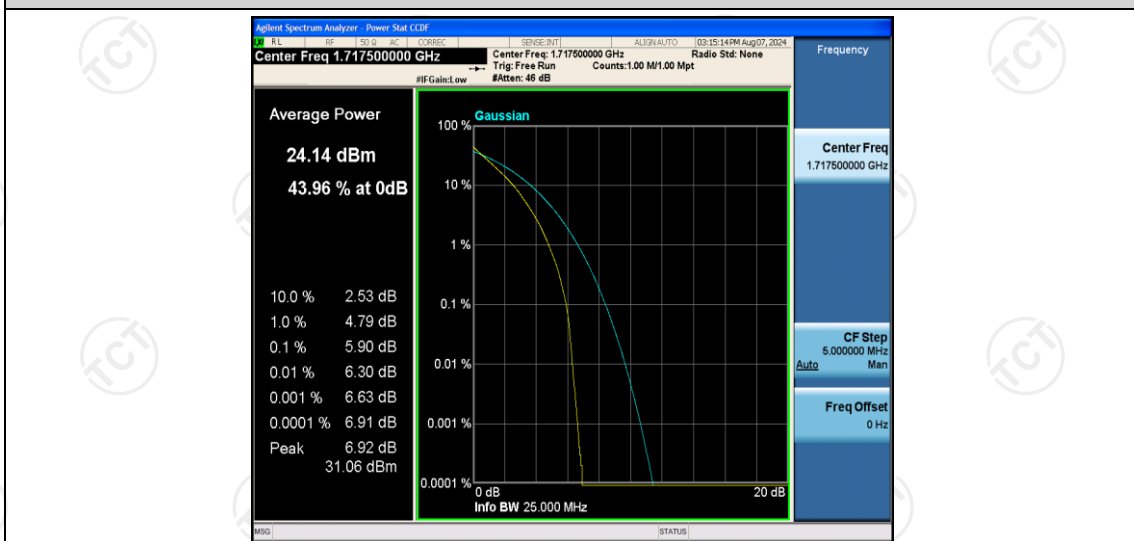 Agilent Spectrum Analyzer - Power Stat CCDF
RL RF 50 Ω AC CORREC SENSE:INT ALIGN AUTO 03:15:14 PM Aug 07, 2024
Center Freq 1.717500000 GHz
Center Freq: 1.717500000 GHz Radio Std: None
Trig: Free Run Counts:1.00 M/1.00 Mpt
#IFGain:Low #Atten: 46 dB
Frequency
Average Power
24.14 dBm
43.96 % at 0dB
10.0 % 2.53 dB
1.0 % 4.79 dB
0.1 % 5.90 dB
0.01 % 6.30 dB
0.001 % 6.63 dB
0.0001 % 6.91 dB
Peak 6.92 dB
31.06 dBm
Gaussian
100 %
10 %
1 %
0.1 %
0.01 %
0.001 %
0.0001 %
0 dB 20 dB
Info BW 25.000 MHz
Center Freq
1.717500000 GHz
CF Step
5.000000 MHz
Auto Man
Freq Offset
0 Hz
MSG STATUS
TCT
TCT
TCT
TCT